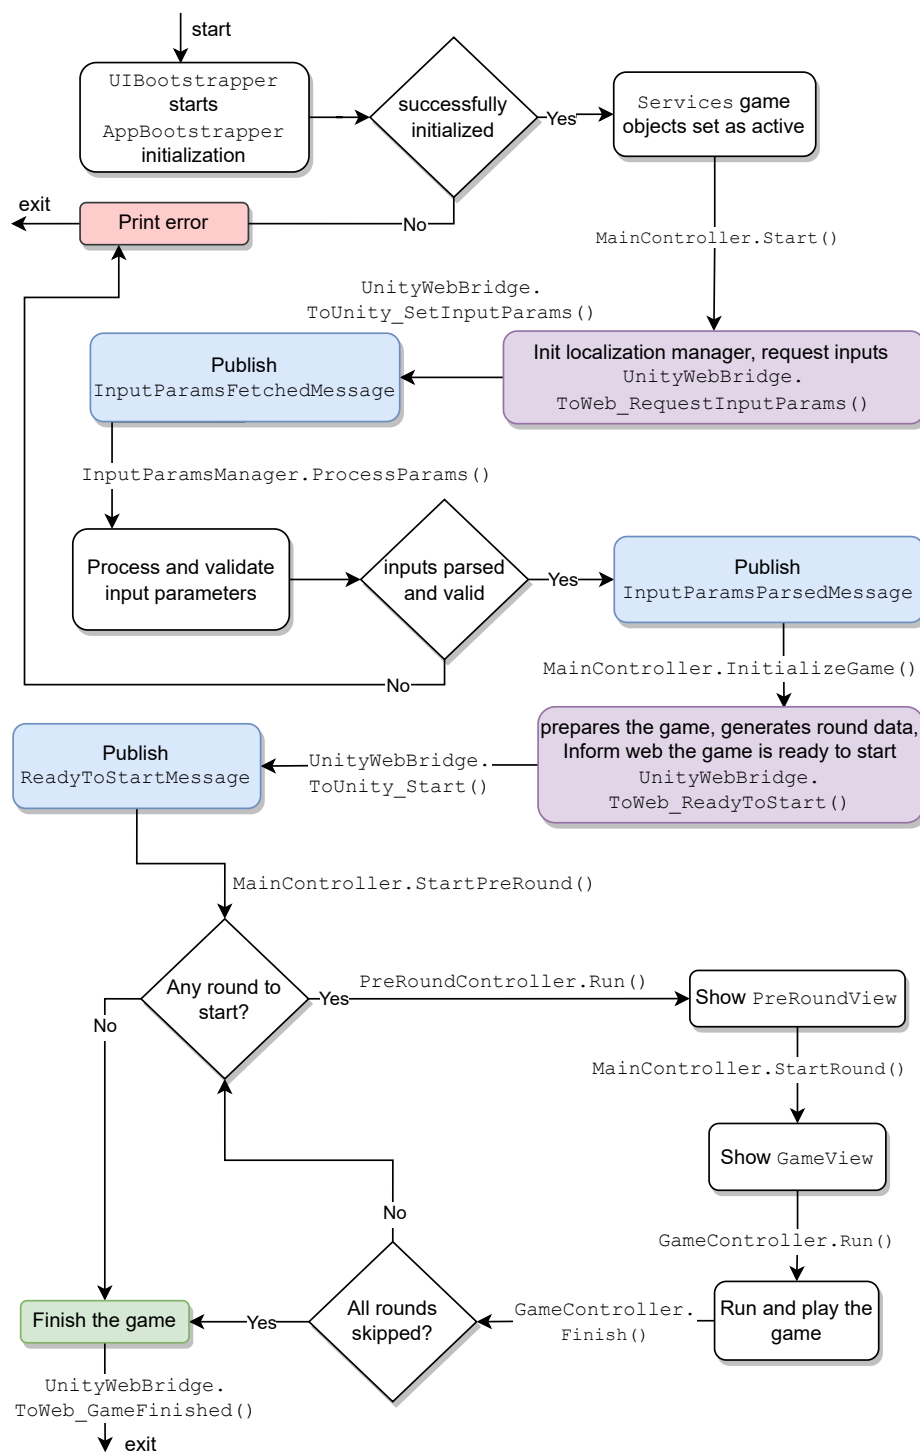 start
UIBootstrapper
starts
AppBootstrapper
initialization
successfully
initialized
Yes
Services game
objects set as active
exit
Print error
No
MainController.Start()
UnityWebBridge.
ToUnity_SetInputParams()
Publish
InputParamsFetchedMessage
Init localization manager, request inputs
UnityWebBridge.
ToWeb_RequestInputParams()
InputParamsManager.ProcessParams()
Process and validate
input parameters
inputs parsed
and valid
Yes
Publish
InputParamsParsedMessage
No
MainController.InitializeGame()
Publish
ReadyToStartMessage
UnityWebBridge.
ToUnity_Start()
prepares the game, generates round data,
Inform web the game is ready to start
UnityWebBridge.
ToWeb_ReadyToStart()
MainController.StartPreRound()
Any round to
start?
Yes
PreRoundController.Run()
Show PreRoundView
No
MainController.StartRound()
Show GameView
No
GameController.Run()
Finish the game
Yes
All rounds
skipped?
GameController.
Finish()
Run and play the
game
UnityWebBridge.
ToWeb_GameFinished()
exit